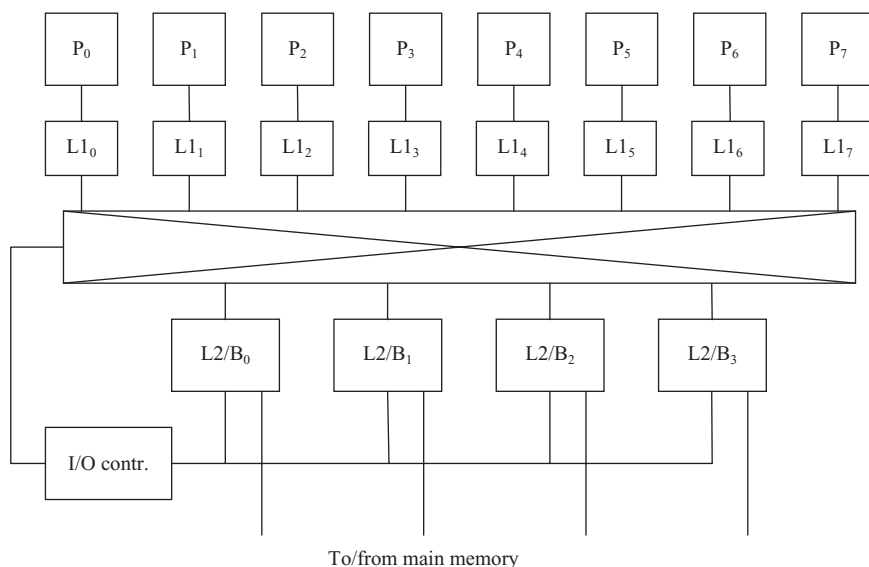 P0 P1 P2 P3 P4 P5 P6 P7
L10 L11 L12 L13 L14 L15 L16 L17
L2/B0 L2/B1 L2/B2 L2/B3
I/O contr.
To/from main memory